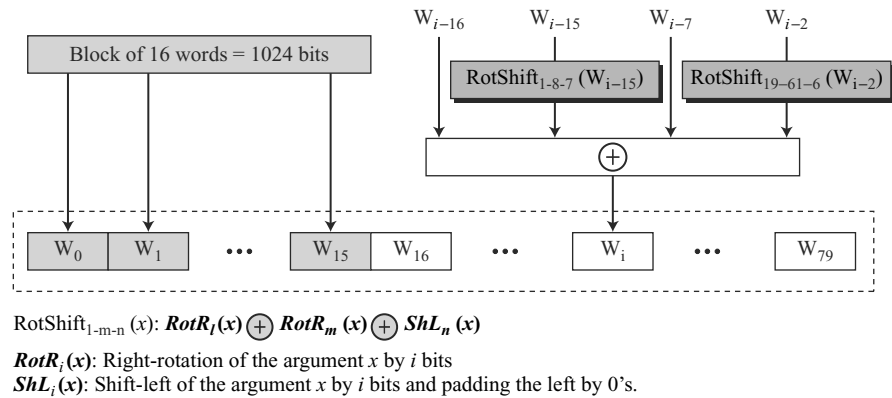 W_{i−16} W_{i−15} W_{i−7} W_{i−2}
Block of 16 words = 1024 bits
RotShift_{1-8-7} (W_{i−15}) RotShift_{19–61–6} (W_{i−2})
+
W_0 W_1 ••• W_15 W_16 ••• W_i ••• W_79
RotShift_{1-m-n} (x): RotR_l(x) + RotR_m (x) + ShL_n (x)
RotR_i(x): Right-rotation of the argument x by i bits
ShL_i(x): Shift-left of the argument x by i bits and padding the left by 0's.